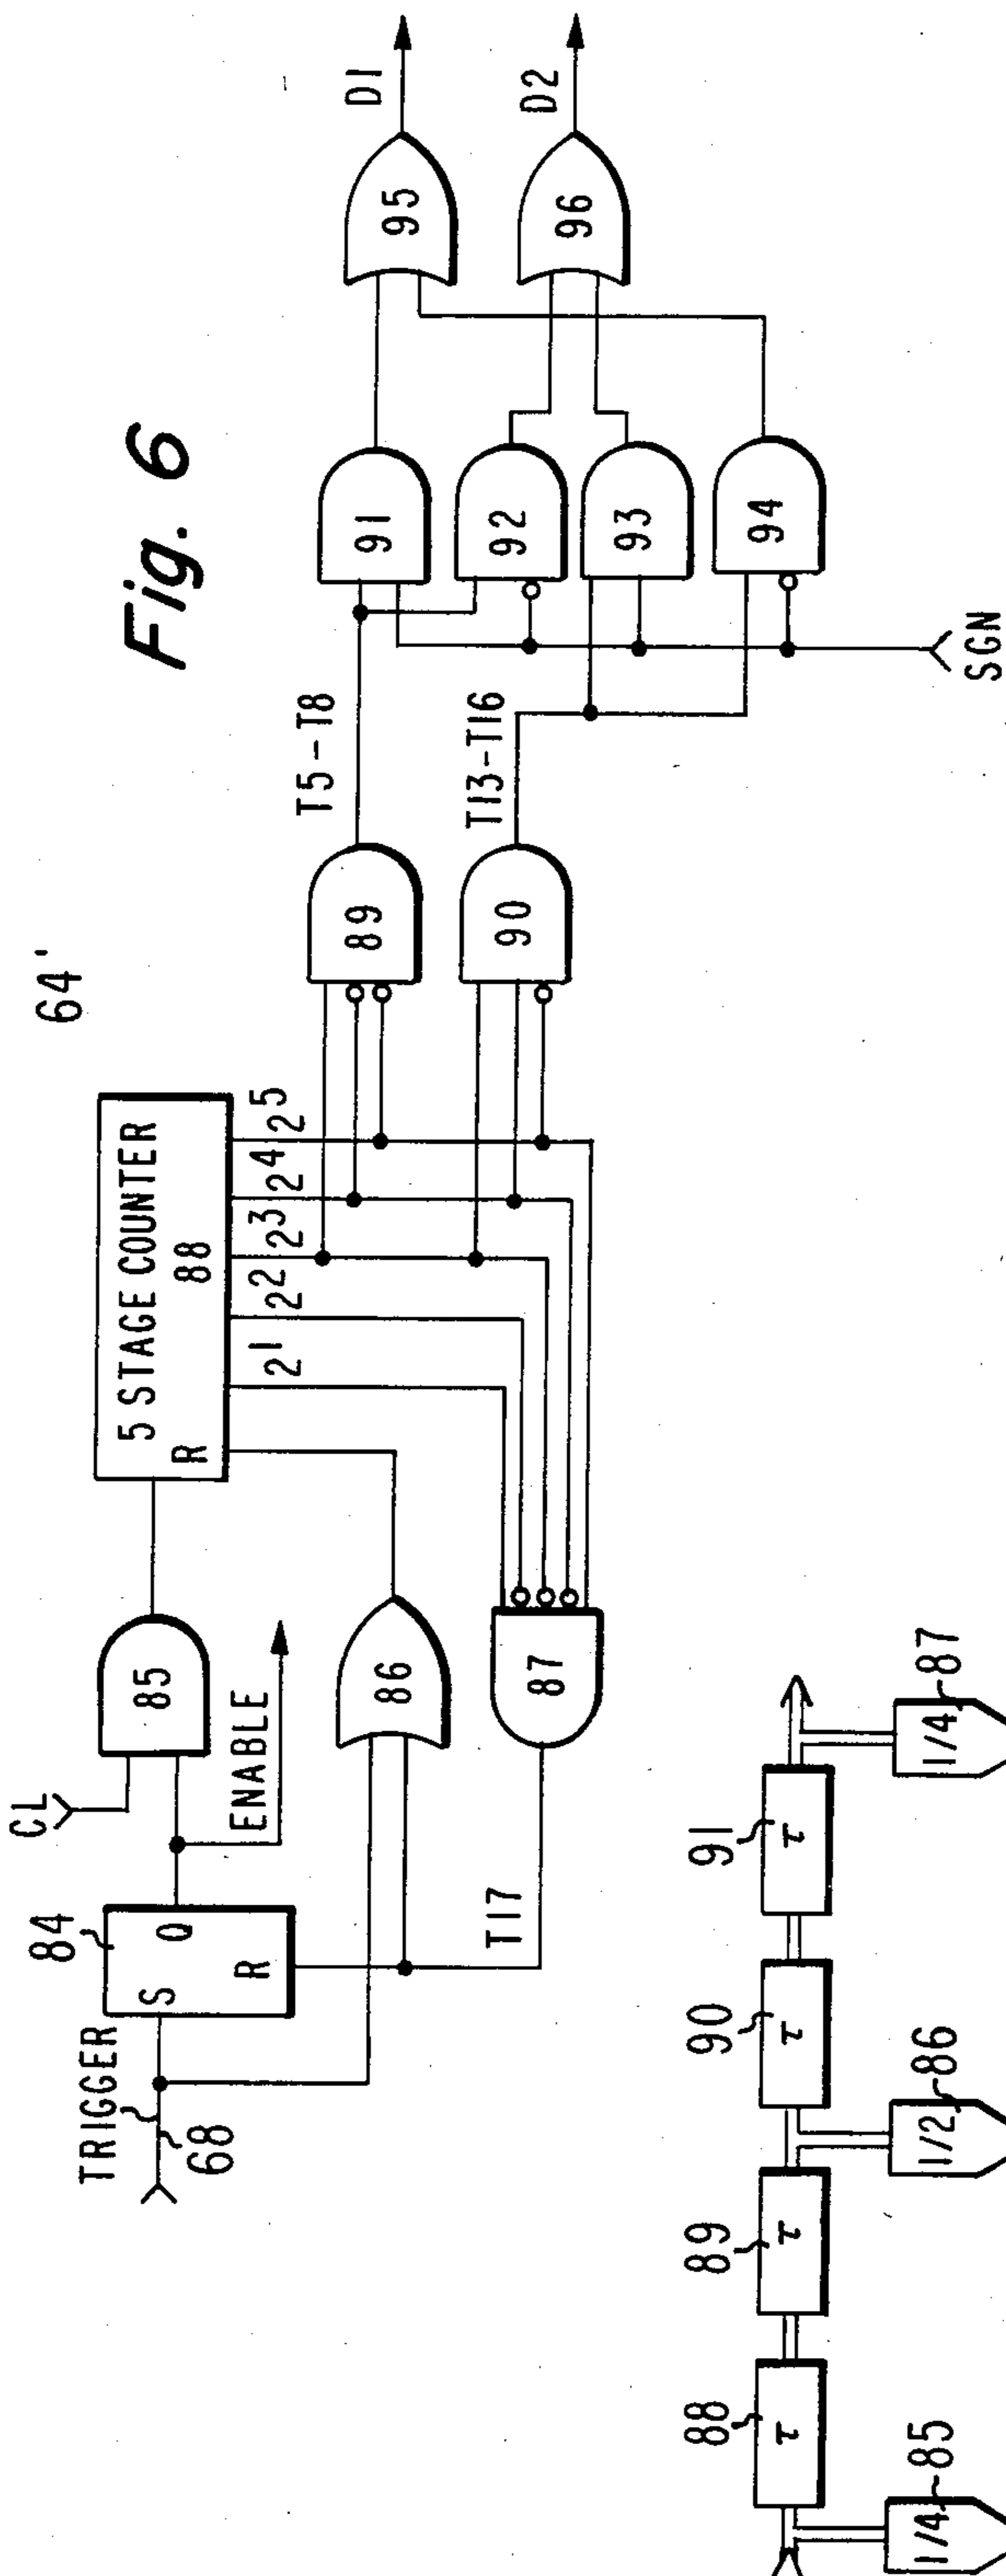 Fig. 6
64'
TRIGGER
68
84
S
Q
R
CL
85
ENABLE
86
T17
87
5 STAGE COUNTER
88
R
2^1
2^2
2^3
2^4
2^5
89
90
T5-T8
T13-T16
91
92
93
94
SGN
95
96
D1
D2
88
τ
89
τ
90
τ
91
τ
1/4
85
1/2
86
1/4
87